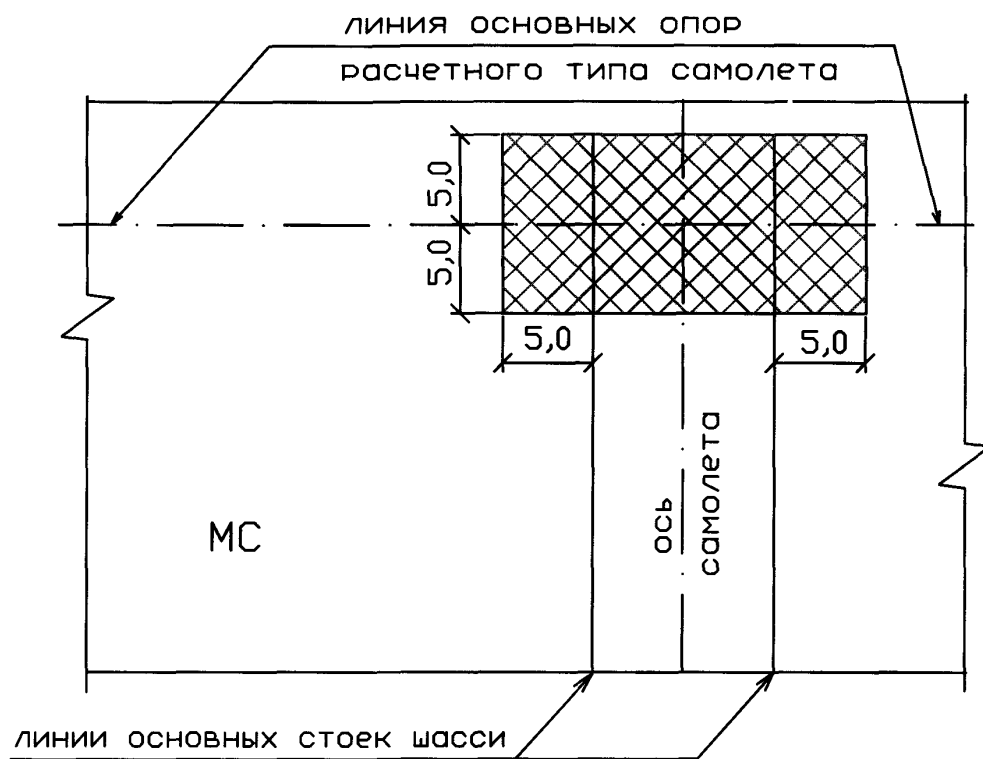 линия основных опор
расчетного типа самолета
5,0
5,0
5,0
5,0
ось
самолета
МС
линии основных стоек шасси